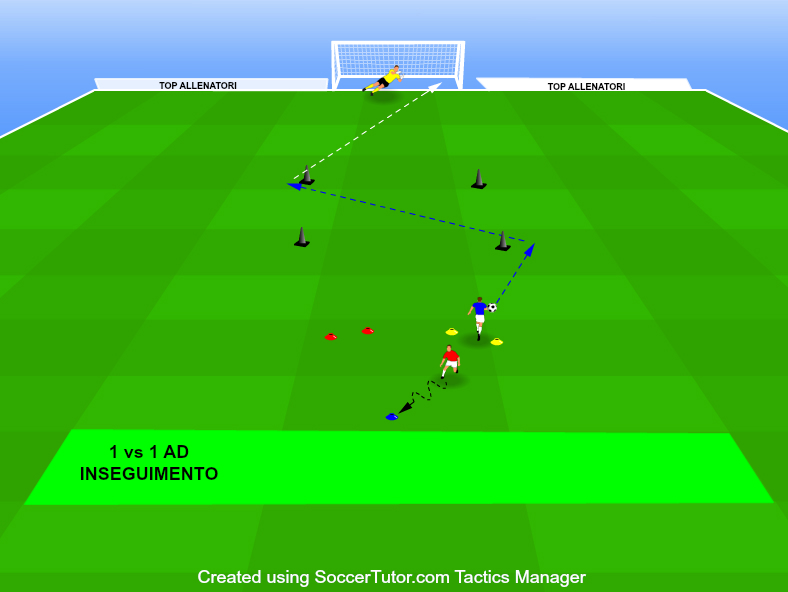 TOP ALLENATORI
TOP ALLENATORI
1 vs 1 AD
INSEGUIMENTO
Created using SoccerTutor.com Tactics Manager